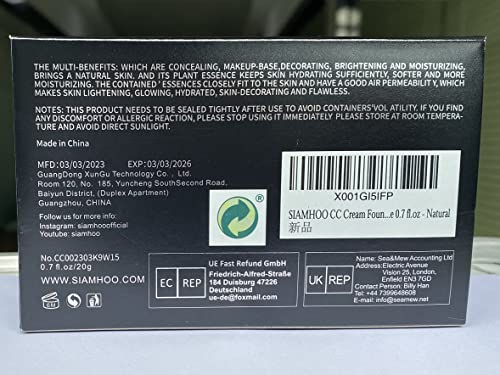 THE MULTI-BENEFITS: WHICH ARE CONCEALING, MAKEUP-BASE,DECORATING, BRIGHTENING AND MOISTURIZING,
BRINGS A NATURAL SKIN. AND ITS PLANT ESSENCE KEEPS SKIN HYDRATING SUFFICIENTLY, SOFTER AND MORE
MOISTURIZING. THE CONTAINED ' ESSENCES CLOSELY FIT TO THE SKIN AND HAVE A GOOD AIR PERMEABILITY, WHICH
MAKES SKIN LIGHTENING, GLOWING, HYDRATED, SKIN-DECORATING AND FLAWLESS.
NOTES: THIS PRODUCT NEEDS TO BE SEALED TIGHTLY AFTER USED TO AVOID CONTAINERS'VOL ATILITY. IF YOU FIND
ANY DISCOMFORT OR ALLERGIC REACTION, PLEASE STOP USING IT IMMEDIATELY PLEASE STORE AT ROOM TEMPERA-
TURE AND AVOID DIRECT SUNLIGHT.
Made in China
MFD:03/03/2023 EXP:03/03/2026
GuangDong XunGu Technology Co. , Ltd.
Room 120, No. 185, Yuncheng SouthSecond Road,
Baiyun District, (Duplex Apartment)
Guangzhou, CHINA
Follow us for more info:
Instagram: siamhooofficial
Youtube: siamhoo
No.CC002303K9W15
0.7 fl.oz/20g
WWW.SIAMHOO.COM
X001GI5IFP
SIAMHOO CC Cream Foun...e 0.7 fl.oz - Natural
新品
EC REP
UE Fast Refund GmbH
Friedrich-Alfred-Straße
184 Duisburg 47226
Deutschland
ue-de@foxmail.com
UK REP
Name: Sea&Mew Accounting Ltd
Address:Electric Avenue
Vision 25, London,
Enfield EN3 7GD
Contact Person: Billy Han
Tel: +44 7399648608
E-mail: info@seamew.net